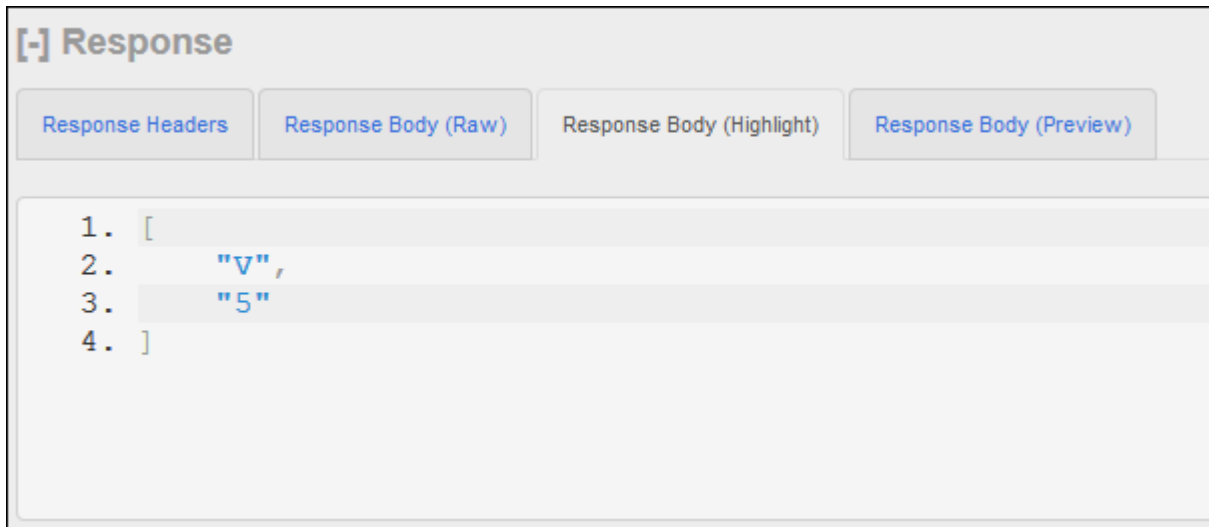 [-] Response
Response Headers Response Body (Raw) Response Body (Highlight) Response Body (Preview)
1. [
2. "V",
3. "5"
4. ]